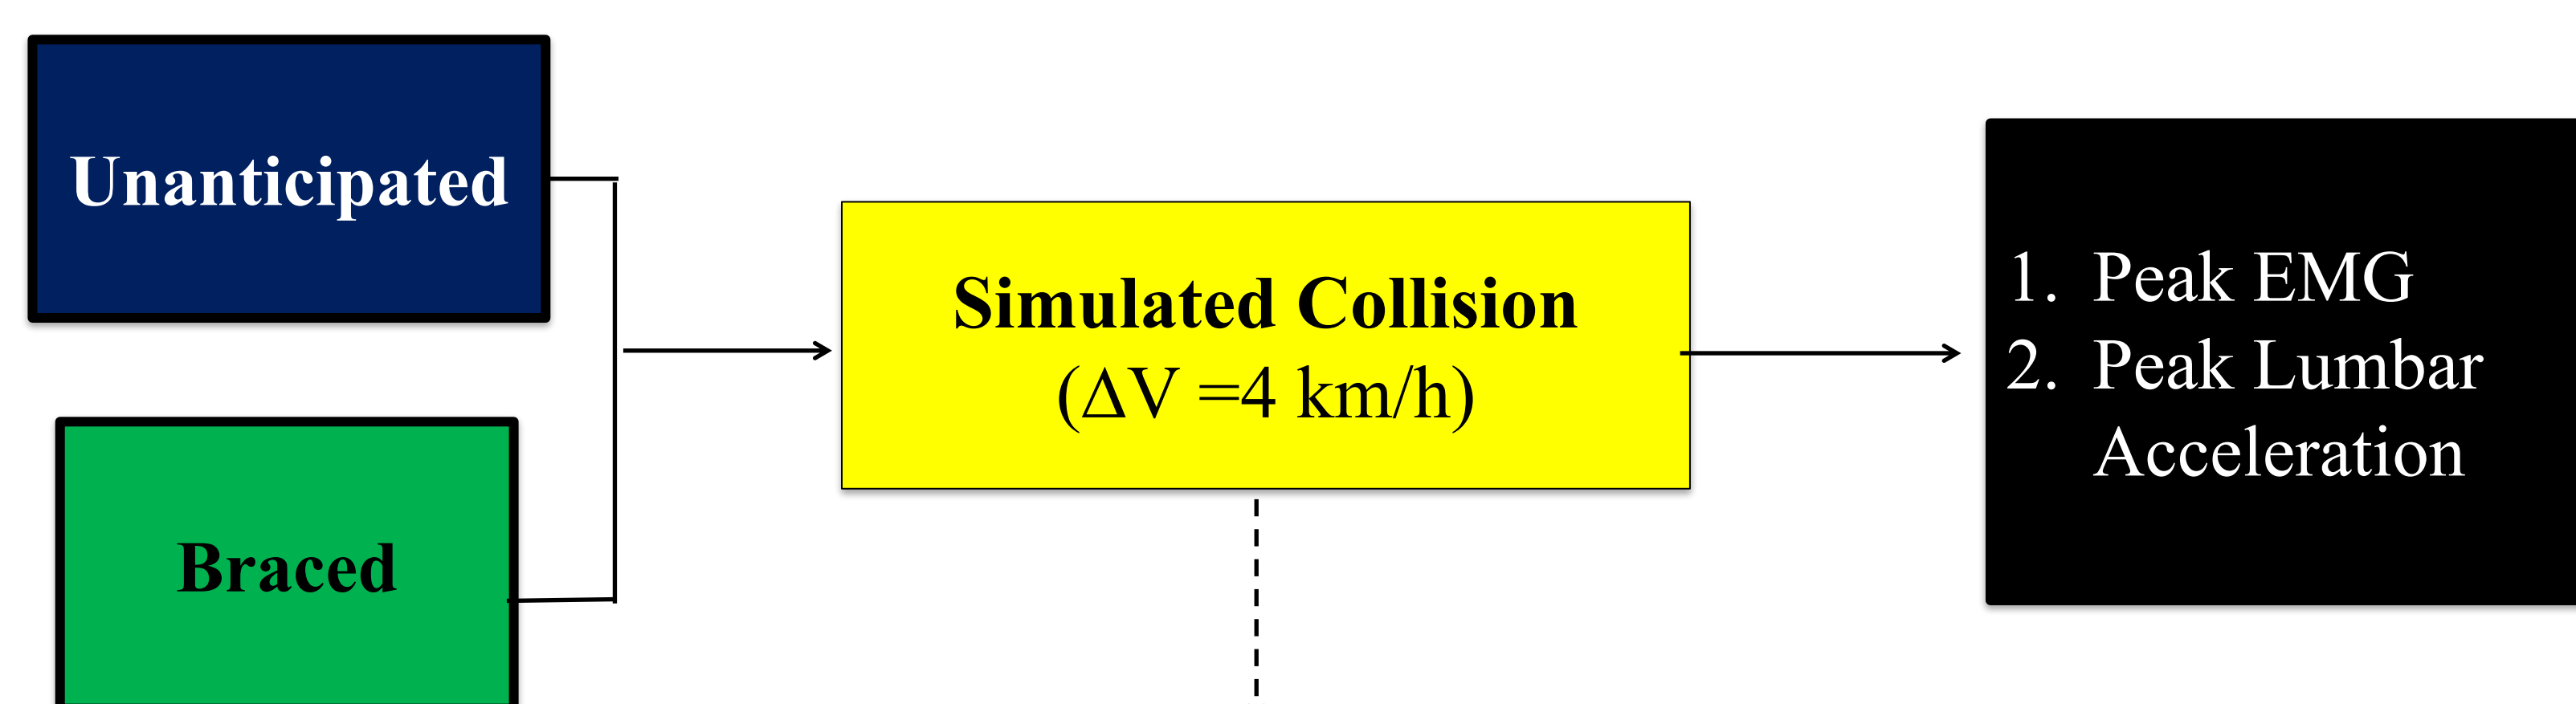 Unanticipated
Braced
Simulated Collision
(ΔV =4 km/h)
1. Peak EMG
2. Peak Lumbar
Acceleration